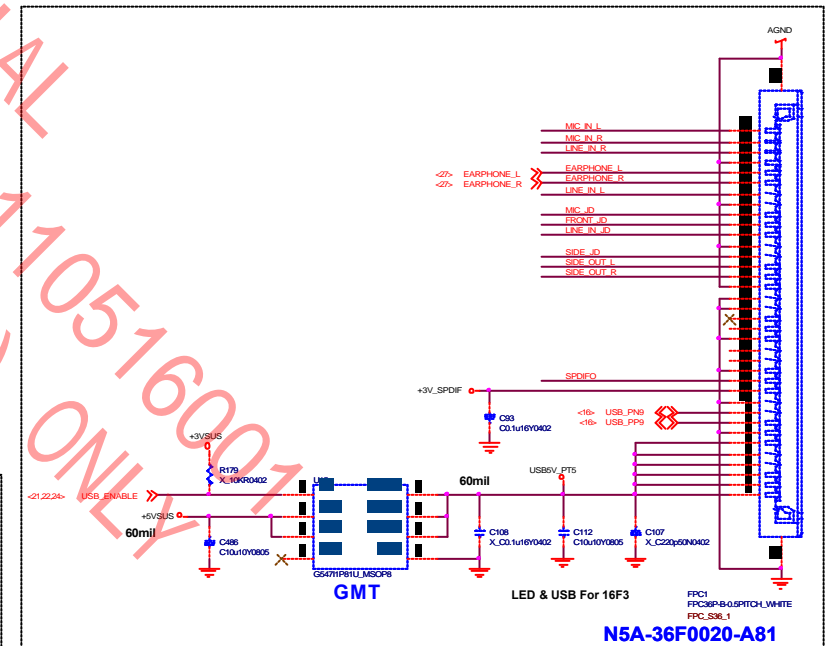 AGND
MIC_IN_L
MIC_IN_R
LINE_IN_R
<27> EARPHONE_L EARPHONE_L
<27> EARPHONE_R EARPHONE_R
LINE_IN_L
MIC_JD
FRONT_JD
LINE_IN_JD
SIDE_JD
SIDE_OUT_L
SIDE_OUT_R
SPDIFO
+3V_SPDIF
C93
C0.1u16Y0402
<16> USB_PN9
<16> USB_PP9
+3VSUS
R179
X_10KR0402
USB5V_PT5
60mil
<21,22,24> USB_ENABLE
+5VSUS
60mil
C486
C10u10Y0805
G547I1P81U_MSOP8
GMT
C108
X_C0.1u16Y0402
C112
C10u10Y0805
C107
X_C220p50N0402
LED & USB For 16F3
FPC1
FPC36P-B-0.5PITCH_WHITE
FPC_S36_1
N5A-36F0020-A81
110516001
ONLY